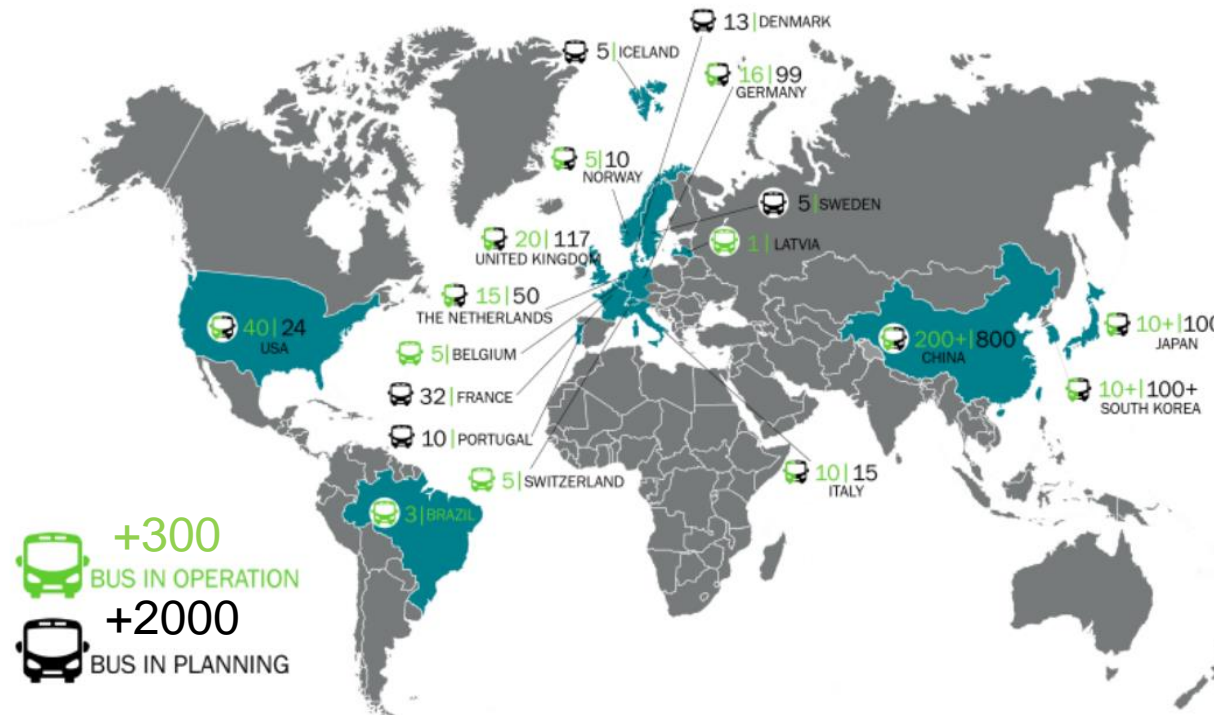 13|DENMARK
5|ICELAND
16|99
GERMANY
5|10
NORWAY
5|SWEDEN
20|117
UNITED KINGDOM
1|LATVIA
15|50
THE NETHERLANDS
40|24
USA
200+|800
CHINA
10+|100
JAPAN
5|BELGIUM
32|FRANCE
10+|100+
SOUTH KOREA
10|PORTUGAL
5|SWITZERLAND
10|15
ITALY
3|BRAZIL
+300
BUS IN OPERATION
+2000
BUS IN PLANNING